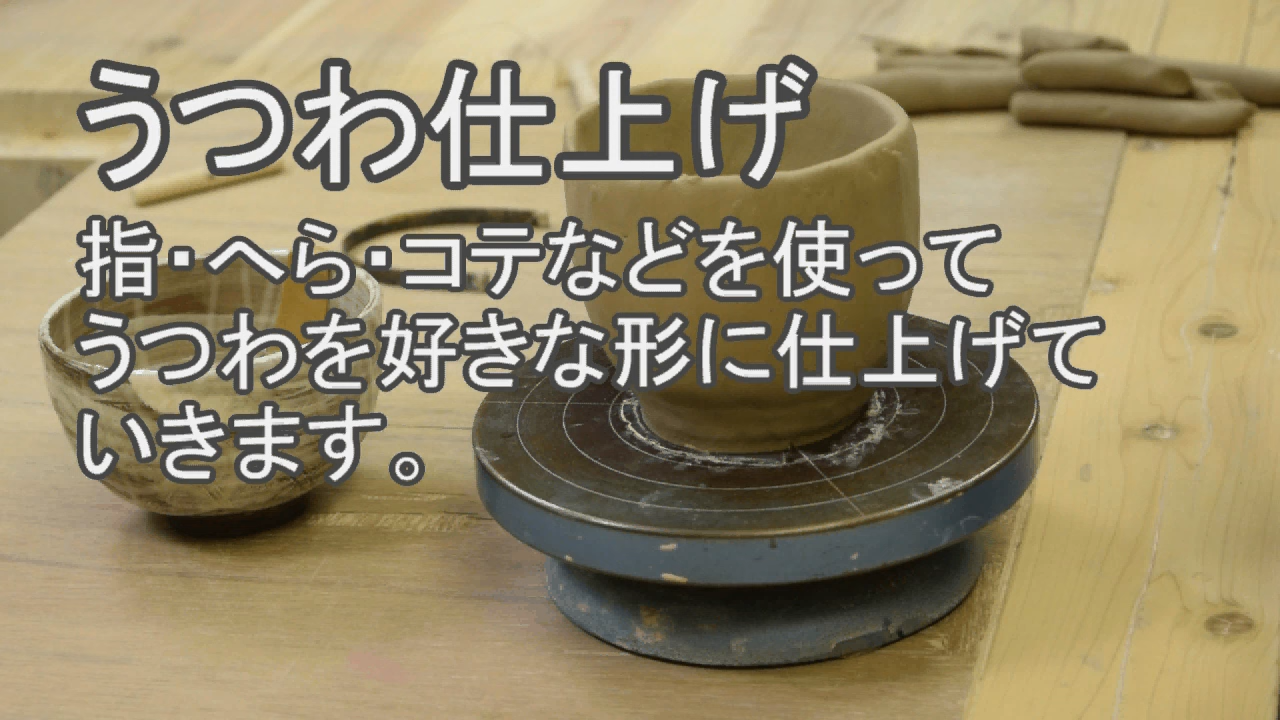 うつわ仕上げ
指・へら・コテなどを使って
うつわを好きな形に仕上げて
いきます。